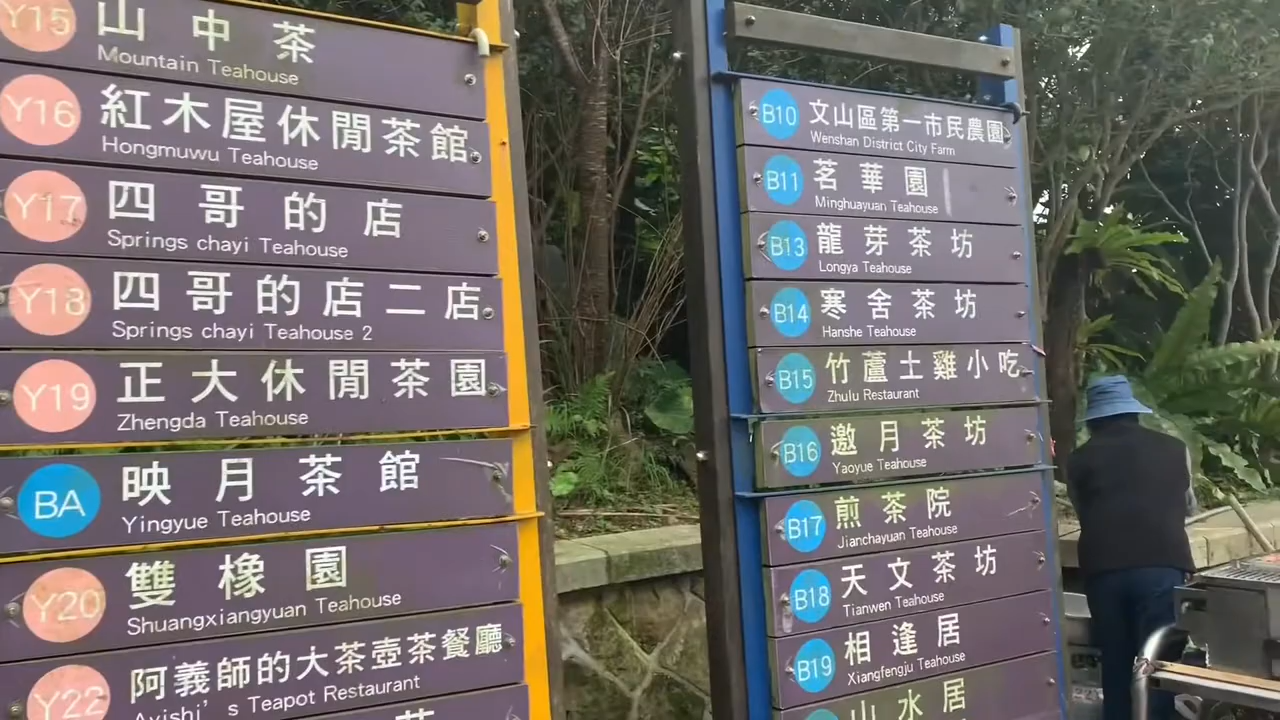 Y15 山中茶
Mountain Teahouse
Y16 紅木屋休閒茶館
Hongmuwu Teahouse
Y17 四哥的店
Springs chayi Teahouse
Y18 四哥的店二店
Springs chayi Teahouse 2
Y19 正大休閒茶園
Zhengda Teahouse
BA 映月茶館
Yingyue Teahouse
Y20 雙橡園
Shuangxiangyuan Teahouse
Y22 阿義師的大茶壺茶餐廳
Ayishi's Teapot Restaurant
茶
B10 文山區第一市民農園
Wenshan District City Farm
B11 茗華園
Minghuayuan Teahouse
B13 龍芽茶坊
Longya Teahouse
B14 寒舍茶坊
Hanshe Teahouse
B15 竹蘆土雞小吃
Zhulu Restaurant
B16 邀月茶坊
Yaoyue Teahouse
B17 煎茶院
Jianchayuan Teahouse
B18 天文茶坊
Tianwen Teahouse
B19 相逢居
Xiangfengju Teahouse
山水居